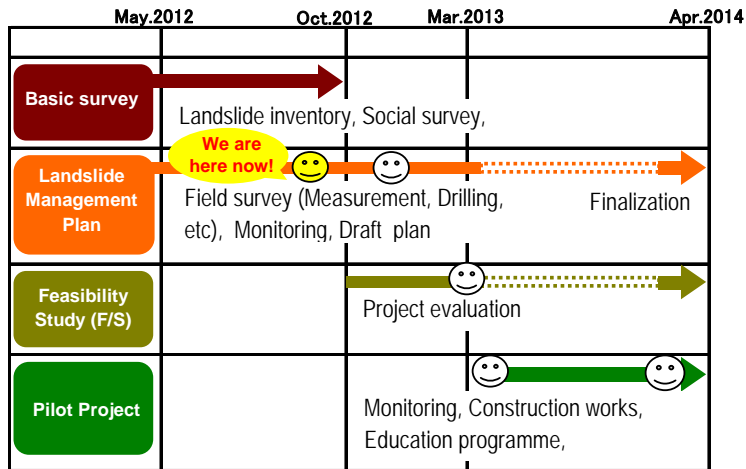 May.2012 Oct.2012 Mar.2013 Apr.2014
Basic survey
Landslide inventory, Social survey,
We are
here now!
Landslide
Management
Plan
Field survey (Measurement, Drilling,
etc), Monitoring, Draft plan
Finalization
Feasibility
Study (F/S)
Project evaluation
Pilot Project
Monitoring, Construction works,
Education programme,